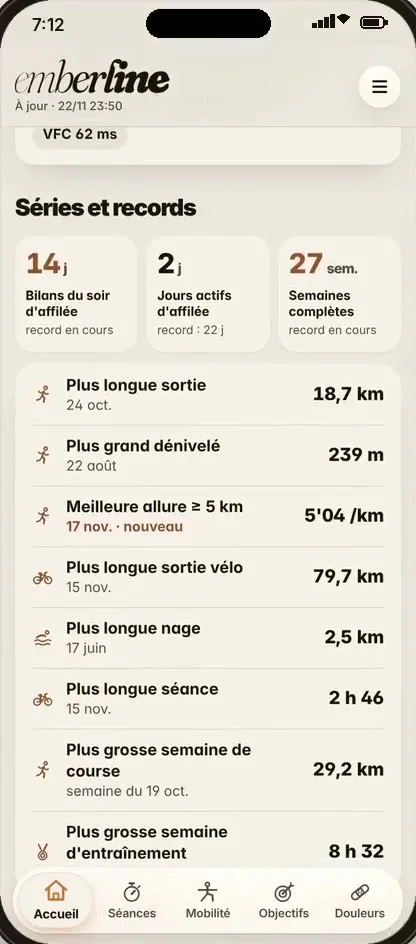 7:12
emberline
À jour · 22/11 23:50
VFC 62 ms
Séries et records
14 j
Bilans du soir
d'affilée
record en cours
2 j
Jours actifs
d'affilée
record : 22 j
27 sem.
Semaines
complètes
record en cours
Plus longue sortie
24 oct.
18,7 km
Plus grand dénivelé
22 août
239 m
Meilleure allure ≥ 5 km
17 nov. · nouveau
5'04 /km
Plus longue sortie vélo
15 nov.
79,7 km
Plus longue nage
17 juin
2,5 km
Plus longue séance
15 nov.
2 h 46
Plus grosse semaine de
course
semaine du 19 oct.
29,2 km
Plus grosse semaine
d'entraînement
8 h 32
Accueil
Séances
Mobilité
Objectifs
Douleurs